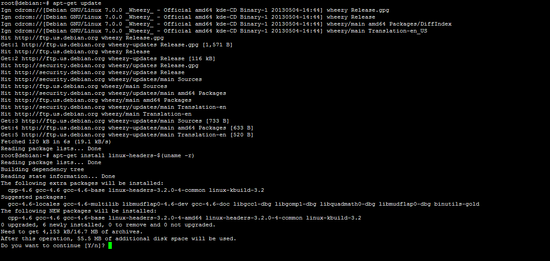 root@debian:~# apt-get update
Ign cdrom://[Debian GNU/Linux 7.0.0 _Wheezy_ - Official amd64 kde-CD Binary-1 20130504-14:44] wheezy Release.gpg
Ign cdrom://[Debian GNU/Linux 7.0.0 _Wheezy_ - Official amd64 kde-CD Binary-1 20130504-14:44] wheezy Release
Ign cdrom://[Debian GNU/Linux 7.0.0 _Wheezy_ - Official amd64 kde-CD Binary-1 20130504-14:44] wheezy/main amd64 Packages/DiffIndex
Ign cdrom://[Debian GNU/Linux 7.0.0 _Wheezy_ - Official amd64 kde-CD Binary-1 20130504-14:44] wheezy/main Translation-en_US
Hit http://ftp.us.debian.org wheezy Release.gpg
Get:1 http://ftp.us.debian.org wheezy-updates Release.gpg [1,571 B]
Hit http://ftp.us.debian.org wheezy Release
Get:2 http://ftp.us.debian.org wheezy-updates Release [116 kB]
Hit http://security.debian.org wheezy/updates Release.gpg
Hit http://security.debian.org wheezy/updates Release
Hit http://security.debian.org wheezy/updates/main Sources
Hit http://ftp.us.debian.org wheezy/main Sources
Hit http://security.debian.org wheezy/updates/main amd64 Packages
Hit http://ftp.us.debian.org wheezy/main amd64 Packages
Hit http://security.debian.org wheezy/updates/main Translation-en
Hit http://ftp.us.debian.org wheezy/main Translation-en
Get:3 http://ftp.us.debian.org wheezy-updates/main Sources [733 B]
Get:4 http://ftp.us.debian.org wheezy-updates/main amd64 Packages [633 B]
Get:5 http://ftp.us.debian.org wheezy-updates/main Translation-en [520 B]
Fetched 120 kB in 6s (19.1 kB/s)
Reading package lists... Done
root@debian:~# apt-get install linux-headers-$(uname -r)
Reading package lists... Done
Building dependency tree
Reading state information... Done
The following extra packages will be installed:
cpp-4.6 gcc-4.6 gcc-4.6-base linux-headers-3.2.0-4-common linux-kbuild-3.2
Suggested packages:
gcc-4.6-locales gcc-4.6-multilib libmudflap0-4.6-dev gcc-4.6-doc libgcc1-dbg libgomp1-dbg libquadmath0-dbg libmudflap0-dbg binutils-gold
The following NEW packages will be installed:
cpp-4.6 gcc-4.6 gcc-4.6-base linux-headers-3.2.0-4-amd64 linux-headers-3.2.0-4-common linux-kbuild-3.2
0 upgraded, 6 newly installed, 0 to remove and 0 not upgraded.
Need to get 4,153 kB/16.7 MB of archives.
After this operation, 55.5 MB of additional disk space will be used.
Do you want to continue [Y/n]?